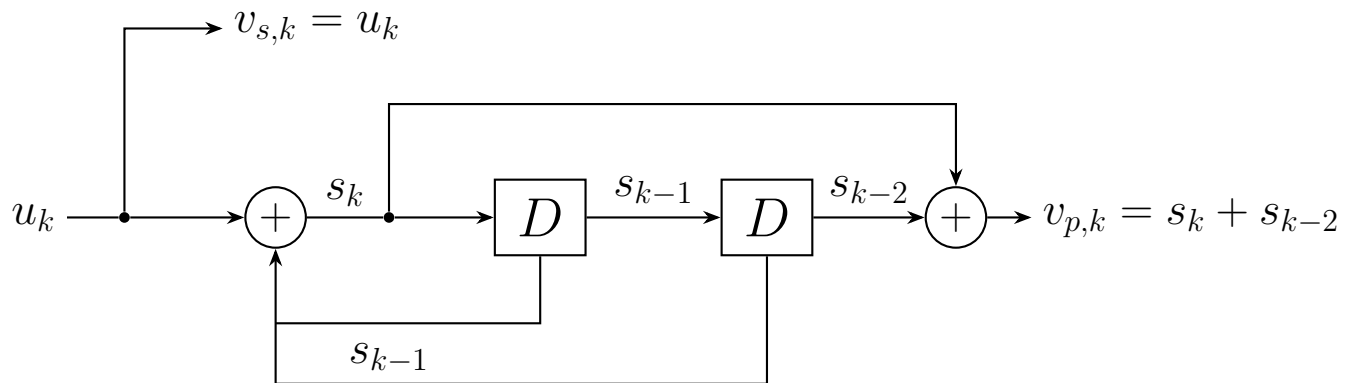 v_{s,k} = u_k
u_k + s_k D s_{k-1} D s_{k-2} + v_{p,k} = s_k + s_{k-2}
s_{k-1}